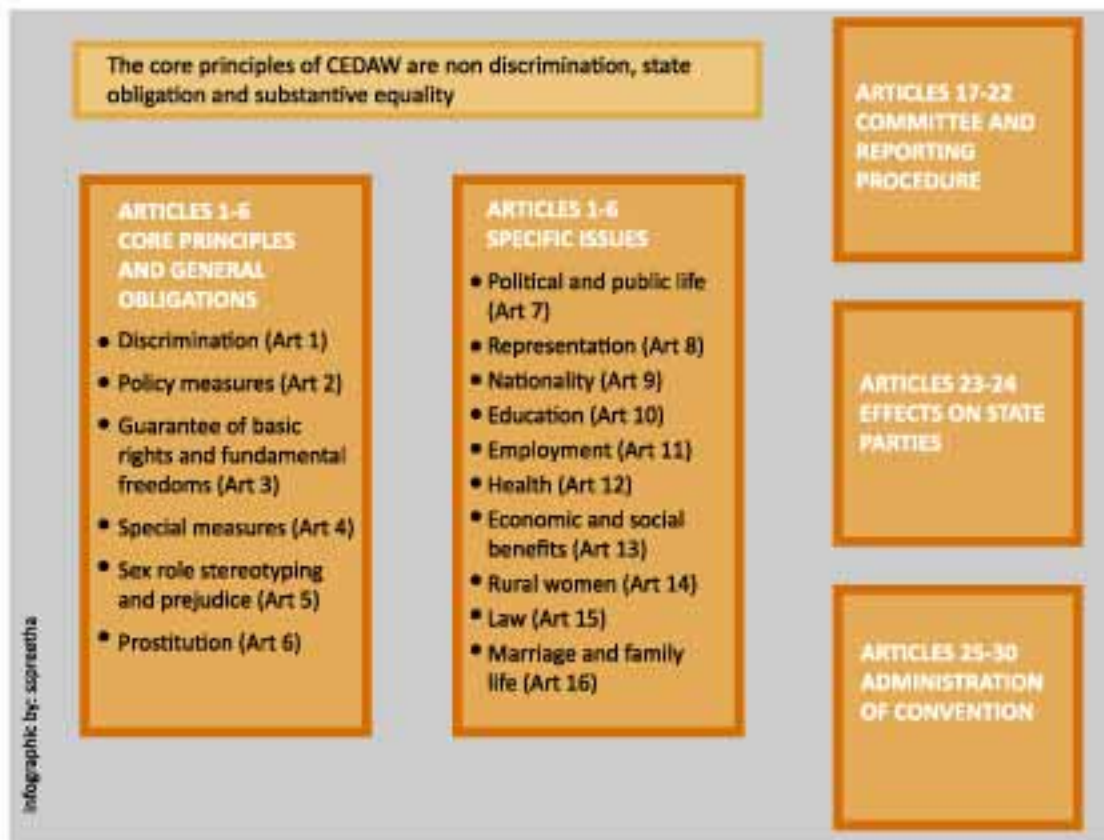 The core principles of CEDAW are non discrimination, state
obligation and substantive equality
ARTICLES 1-6
CORE PRINCIPLES
AND GENERAL
OBLIGATIONS
• Discrimination (Art 1)
• Policy measures (Art 2)
• Guarantee of basic
rights and fundamental
freedoms (Art 3)
• Special measures (Art 4)
• Sex role stereotyping
and prejudice (Art 5)
• Prostitution (Art 6)
ARTICLES 1-6
SPECIFIC ISSUES
• Political and public life
(Art 7)
• Representation (Art 8)
• Nationality (Art 9)
• Education (Art 10)
• Employment (Art 11)
• Health (Art 12)
• Economic and social
benefits (Art 13)
• Rural women (Art 14)
• Law (Art 15)
• Marriage and family
life (Art 16)
ARTICLES 17-22
COMMITTEE AND
REPORTING
PROCEDURE
ARTICLES 23-24
EFFECTS ON STATE
PARTIES
ARTICLES 25-30
ADMINISTRATION
OF CONVENTION
infographic by: sspreetha